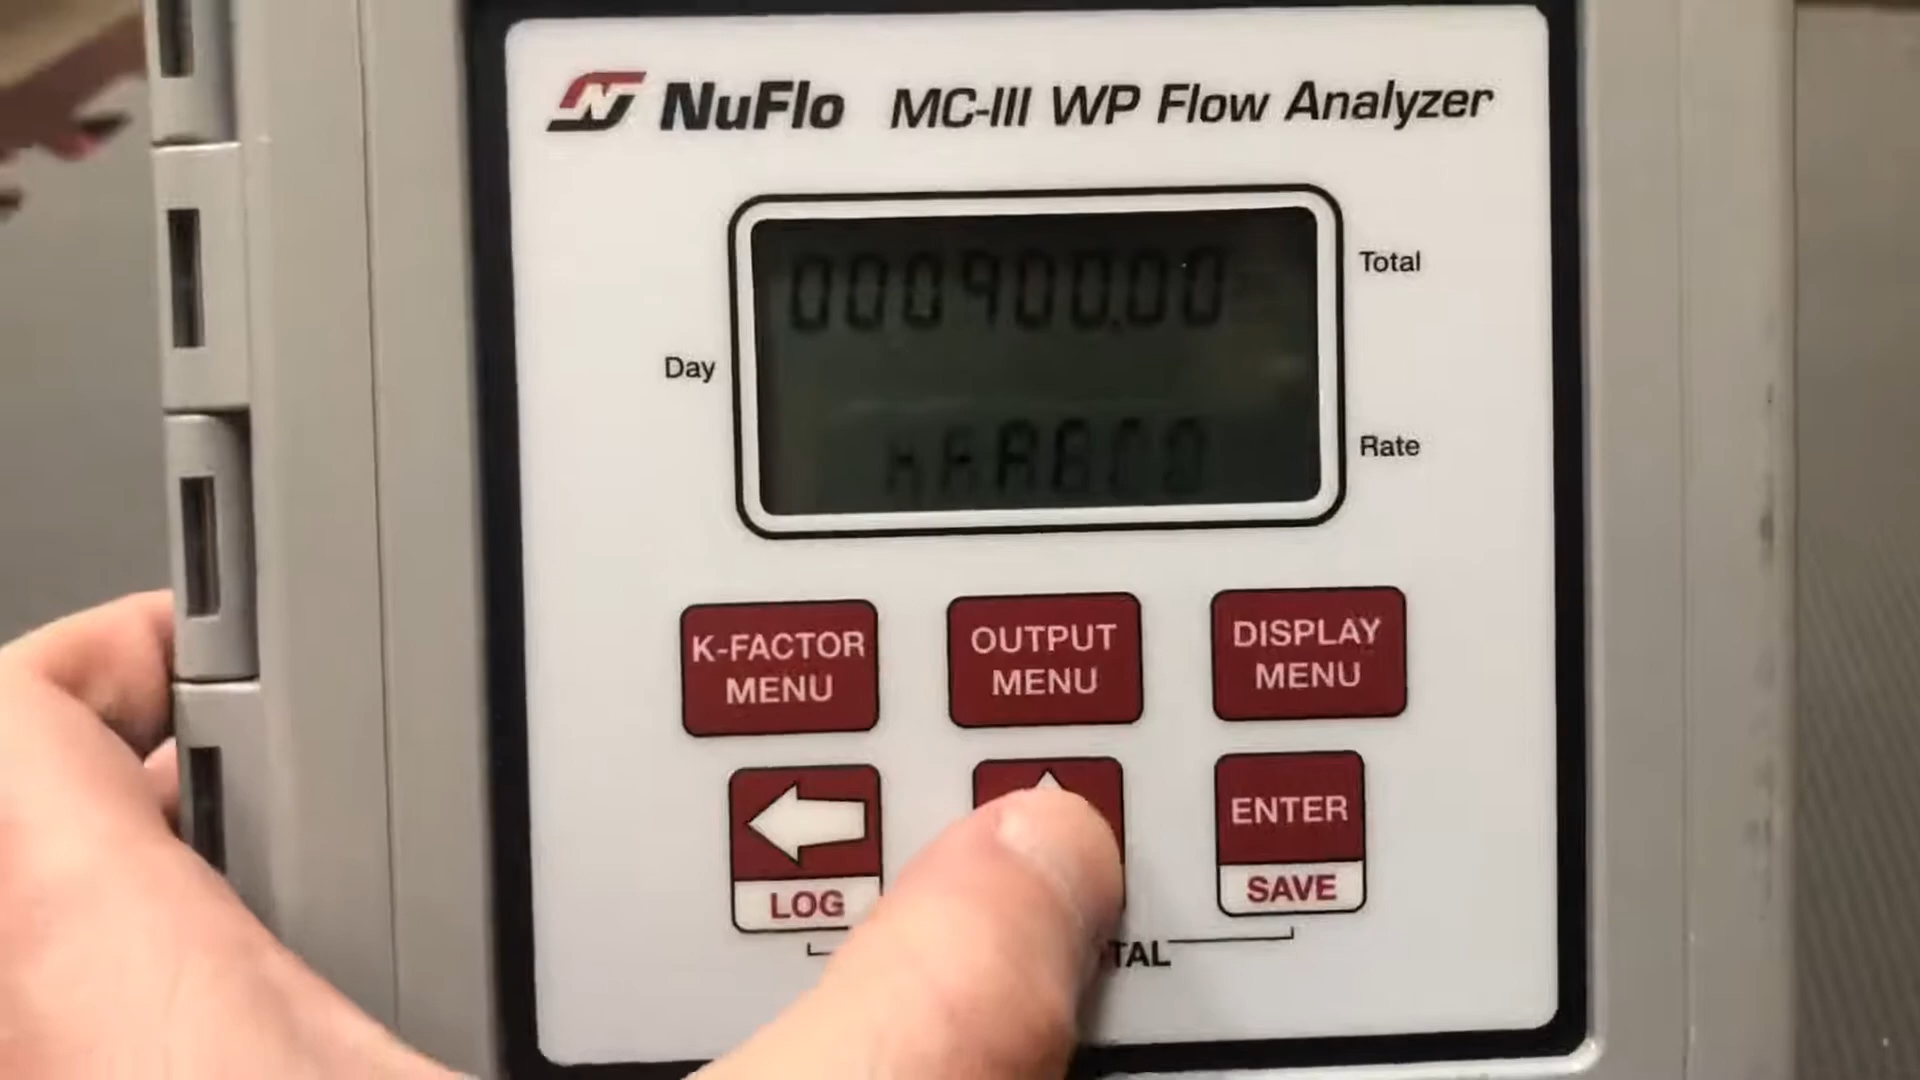 NuFlo MC-III WP Flow Analyzer
000900.00
Total
Day
Rate
K-FACTOR MENU
OUTPUT MENU
DISPLAY MENU
LOG
ENTER
SAVE
TAL